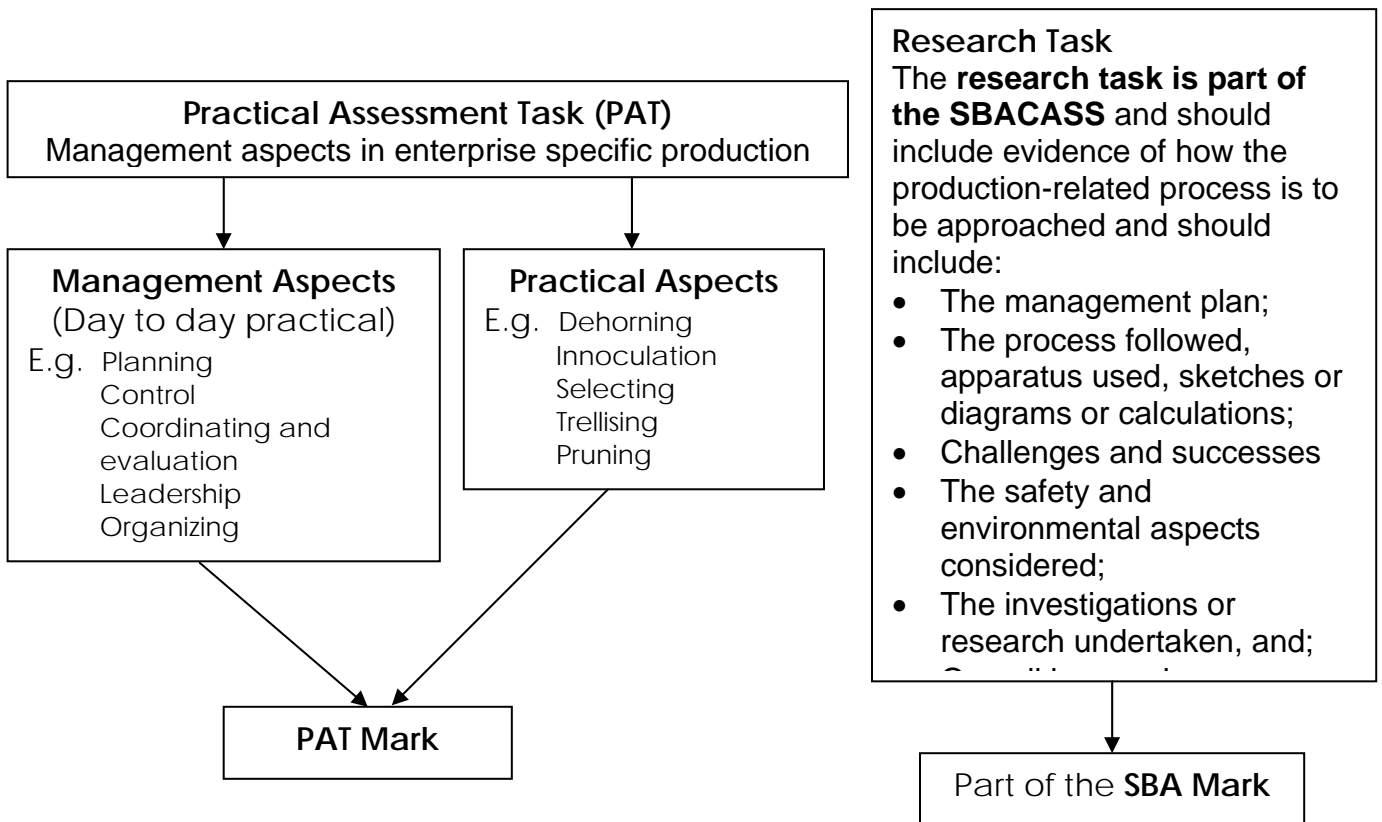 Practical Assessment Task (PAT)
Management aspects in enterprise specific production
Management Aspects
(Day to day practical)
E.g. Planning
Control
Coordinating and
evaluation
Leadership
Organizing
Practical Aspects
E.g. Dehorning
Innoculation
Selecting
Trellising
Pruning
PAT Mark
Research Task
The research task is part of
the SBACASS and should
include evidence of how the
production-related process is to
be approached and should
include:
• The management plan;
• The process followed,
apparatus used, sketches or
diagrams or calculations;
• Challenges and successes
• The safety and
environmental aspects
considered;
• The investigations or
research undertaken, and;
Part of the SBA Mark